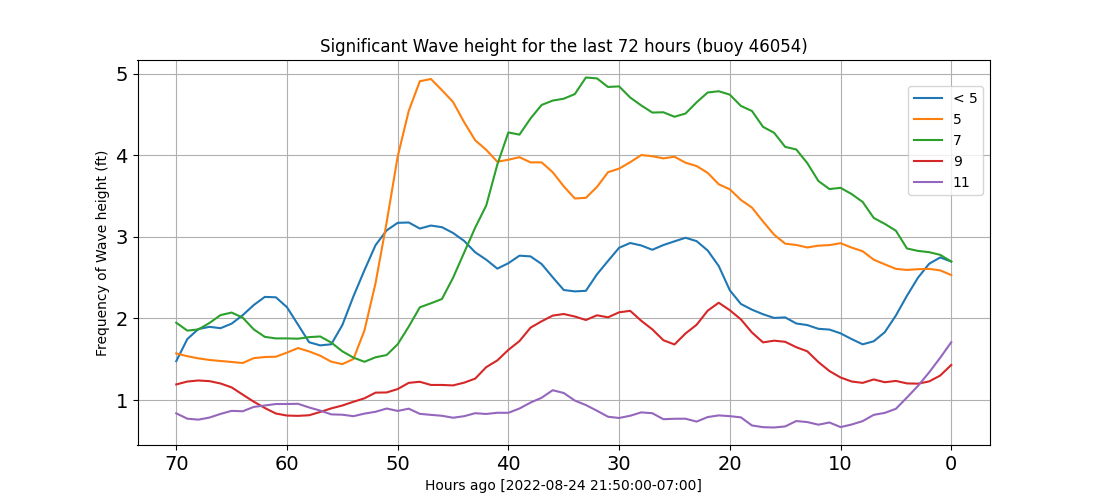 Significant Wave height for the last 72 hours (buoy 46054)
Frequency of Wave height (ft)
5
4
3
2
1
< 5
5
7
9
11
70 60 50 40 30 20 10 0
Hours ago [2022-08-24 21:50:00-07:00]